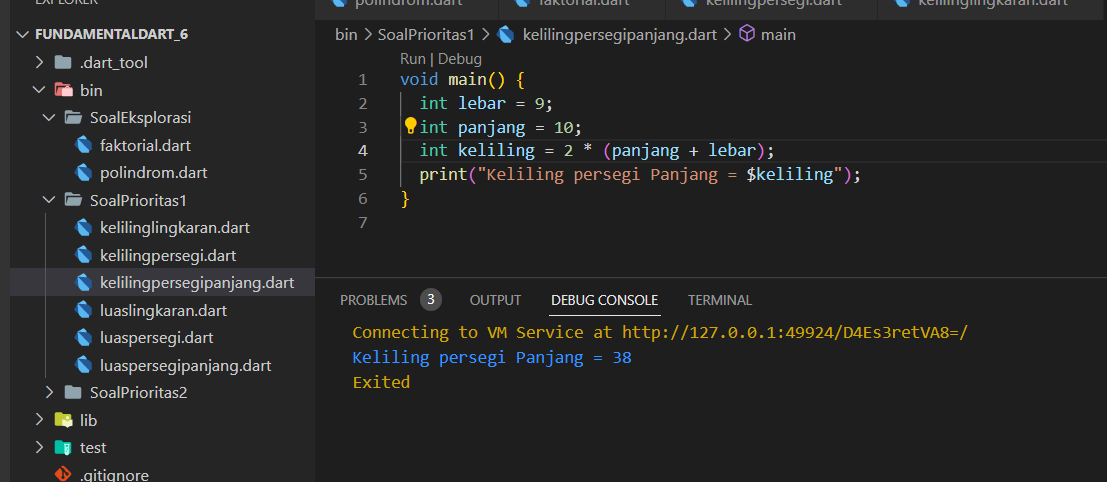 EXPLORER
FUNDAMENTALDART_6
.dart_tool
bin
SoalEksplorasi
faktorial.dart
polindrom.dart
SoalPrioritas1
kelilinglingkaran.dart
kelilingpersegi.dart
kelilingpersegipanjang.dart
luaslingkaran.dart
luaspersegi.dart
luaspersegipanjang.dart
SoalPrioritas2
lib
test
.gitignore
polindrom.dart faktorial.dart kelilingpersegi.dart kelilinglingkaran.dart
bin > SoalPrioritas1 > kelilingpersegipanjang.dart > main
Run | Debug
1 void main() {
2 int lebar = 9;
3 int panjang = 10;
4 int keliling = 2 * (panjang + lebar);
5 print("Keliling persegi Panjang = $keliling");
6 }
7
PROBLEMS 3 OUTPUT DEBUG CONSOLE TERMINAL
Connecting to VM Service at http://127.0.0.1:49924/D4Es3retVA8=/
Keliling persegi Panjang = 38
Exited